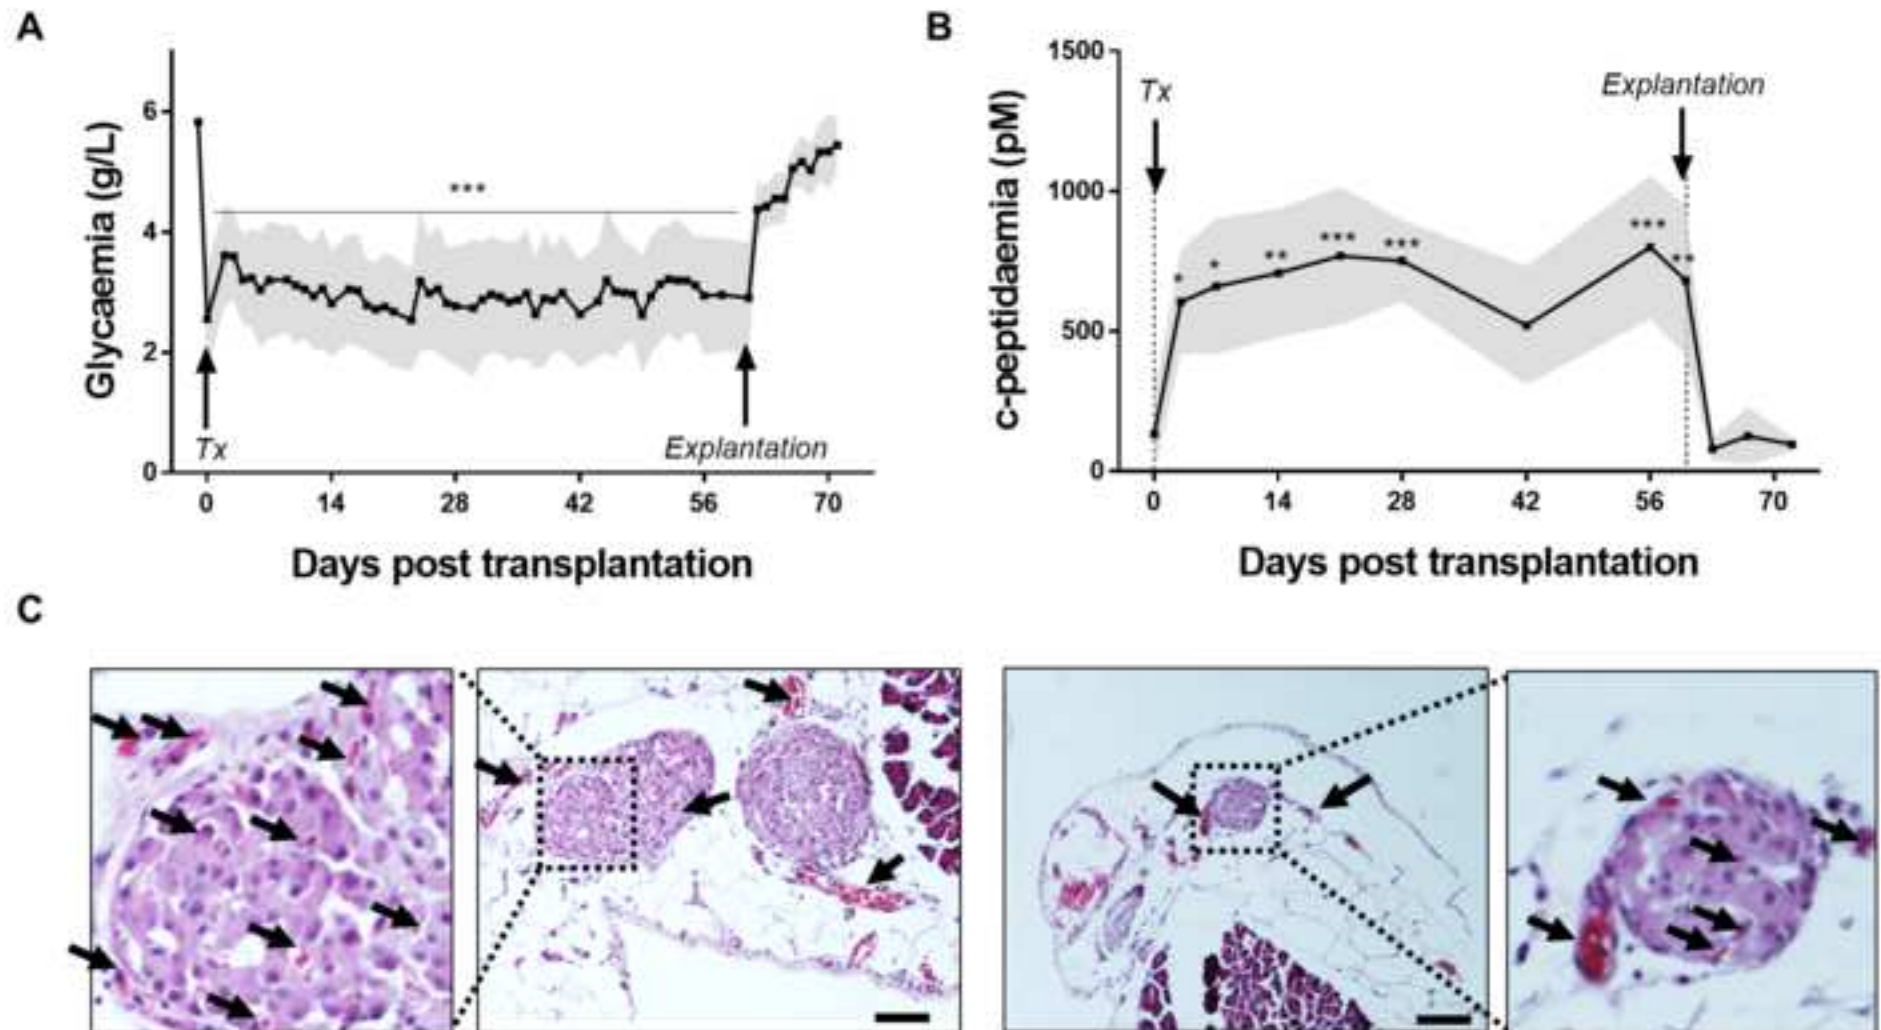 A
Glycaemia (g/L)
6
4
2
0
***
Tx
Explantation
0 14 28 42 56 70
Days post transplantation
B
c-peptidaemia (pM)
1500
1000
500
0
Tx
Explantation
* * ** *** *** *** **
0 14 28 42 56 70
Days post transplantation
C